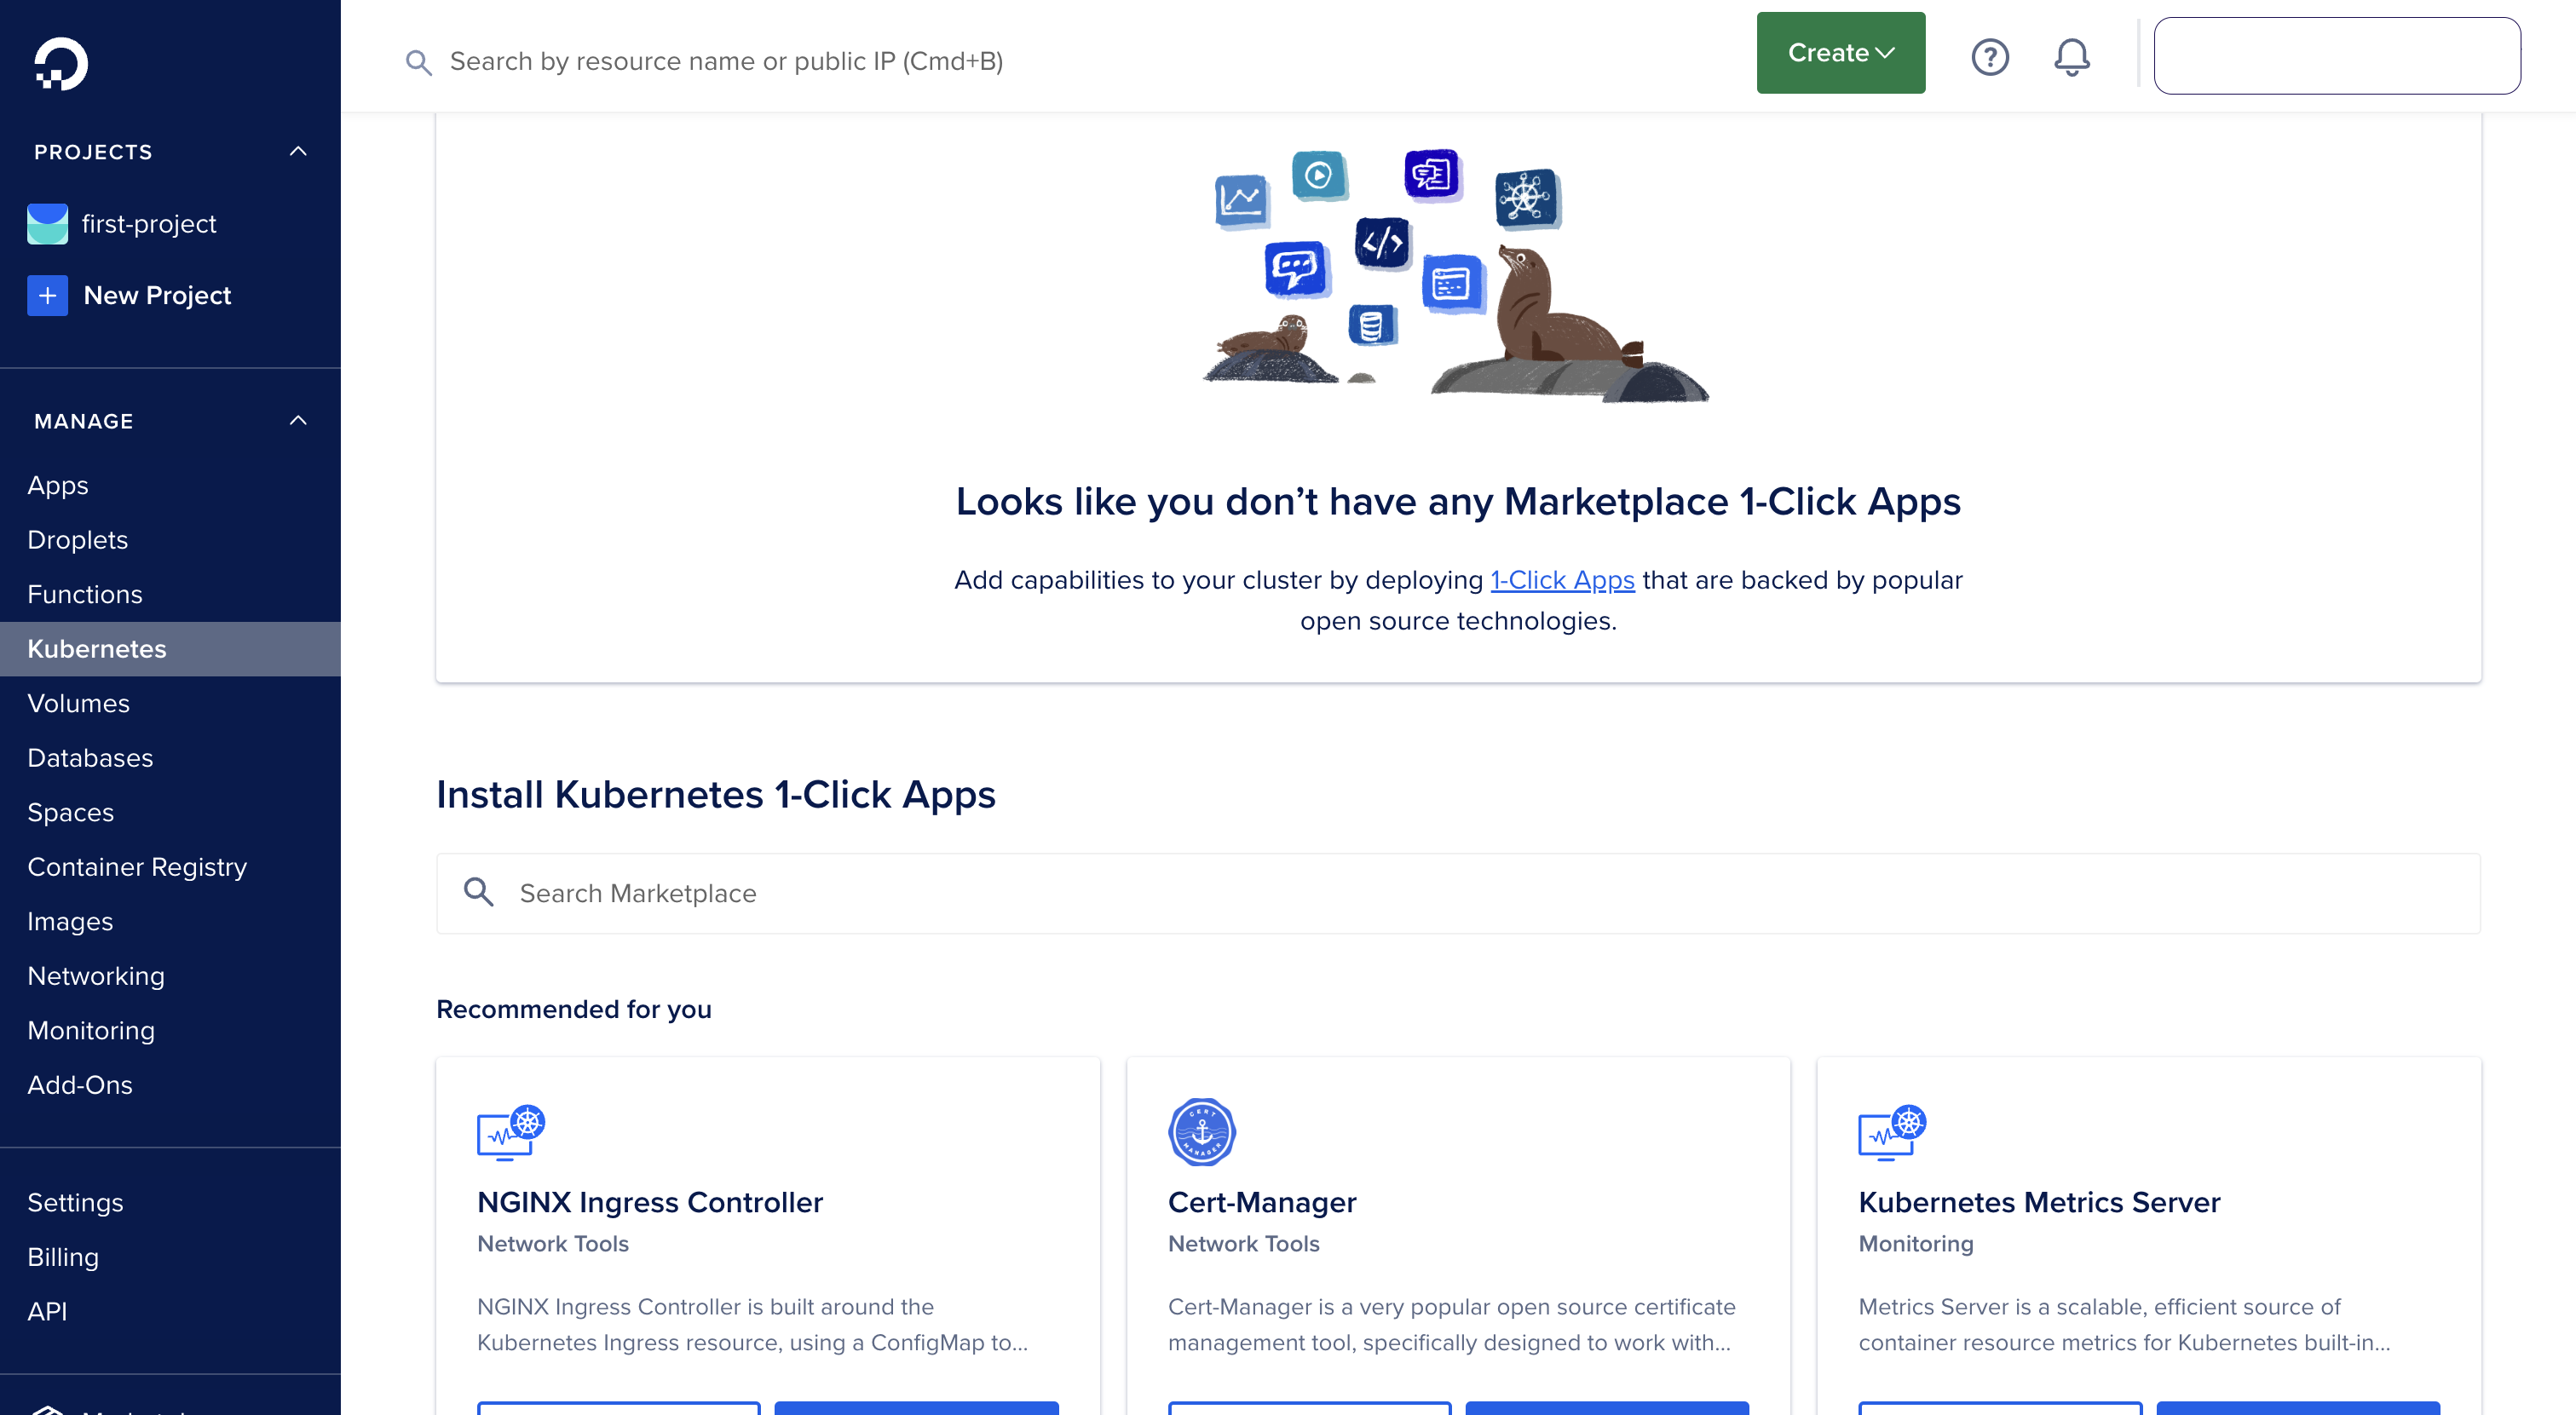 Search by resource name or public IP (Cmd+B)
Create
PROJECTS
first-project
New Project
MANAGE
Apps
Droplets
Functions
Kubernetes
Volumes
Databases
Spaces
Container Registry
Images
Networking
Monitoring
Add-Ons
Settings
Billing
API
Looks like you don’t have any Marketplace 1-Click Apps
Add capabilities to your cluster by deploying 1-Click Apps that are backed by popular
open source technologies.
Install Kubernetes 1-Click Apps
Search Marketplace
Recommended for you
NGINX Ingress Controller
Network Tools
NGINX Ingress Controller is built around the
Kubernetes Ingress resource, using a ConfigMap to...
CERT
MANAGER
Cert-Manager
Network Tools
Cert-Manager is a very popular open source certificate
management tool, specifically designed to work with...
Kubernetes Metrics Server
Monitoring
Metrics Server is a scalable, efficient source of
container resource metrics for Kubernetes built-in...